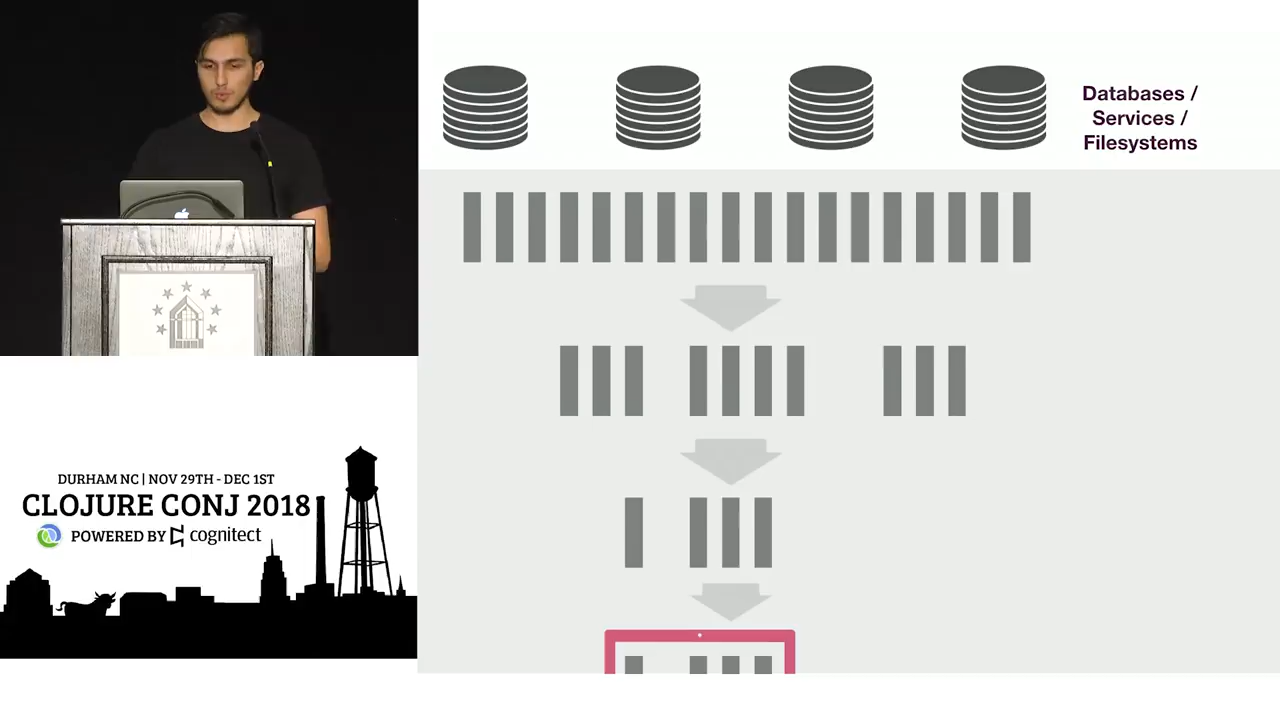 Databases /
Services /
Filesystems
DURHAM NC | NOV 29TH - DEC 1ST
CLOJURE CONJ 2018
POWERED BY cognitect